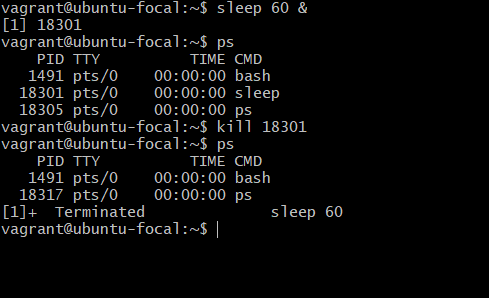 vagrant@ubuntu-focal:~$ sleep 60 &
[1] 18301
vagrant@ubuntu-focal:~$ ps
    PID TTY          TIME CMD
   1491 pts/0    00:00:00 bash
  18301 pts/0    00:00:00 sleep
  18305 pts/0    00:00:00 ps
vagrant@ubuntu-focal:~$ kill 18301
vagrant@ubuntu-focal:~$ ps
    PID TTY          TIME CMD
   1491 pts/0    00:00:00 bash
  18317 pts/0    00:00:00 ps
[1]+  Terminated              sleep 60
vagrant@ubuntu-focal:~$